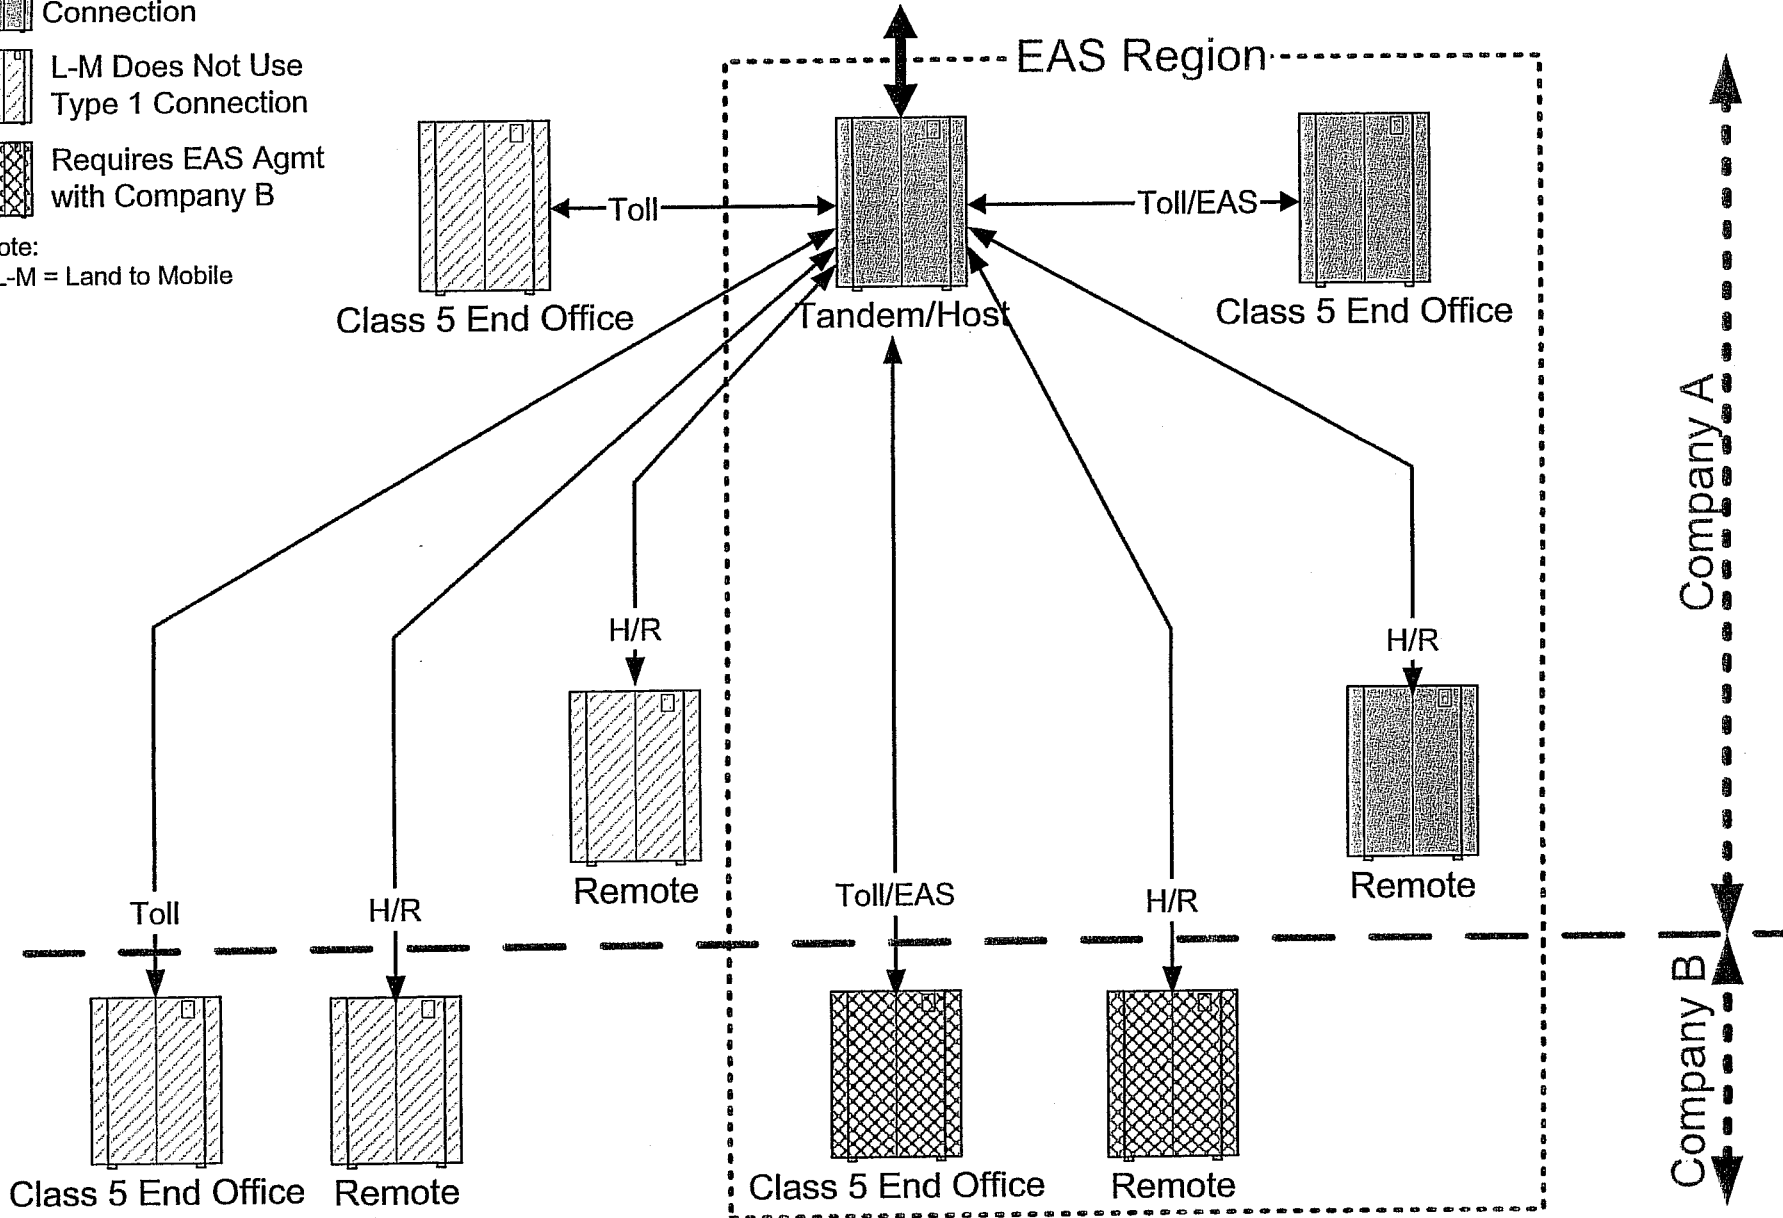 Connection
L-M Does Not Use
Type 1 Connection
Requires EAS Agmt
with Company B
ote:
L-M = Land to Mobile
EAS Region
Toll
Toll/EAS
Class 5 End Office
Tandem/Host
Class 5 End Office
Company A
H/R
H/R
Remote
Remote
Toll
H/R
Toll/EAS
H/R
Company B
Class 5 End Office
Remote
Class 5 End Office
Remote